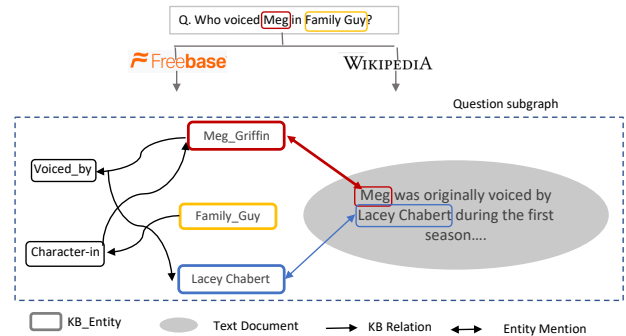 Q. Who voiced Meg in Family Guy?
Freebase
WIKIPEDIA
Question subgraph
Meg_Griffin
Voiced_by
Meg was originally voiced by
Lacey Chabert during the first
season....
Family_Guy
Character-in
Lacey Chabert
KB_Entity
Text Document
KB Relation
Entity Mention